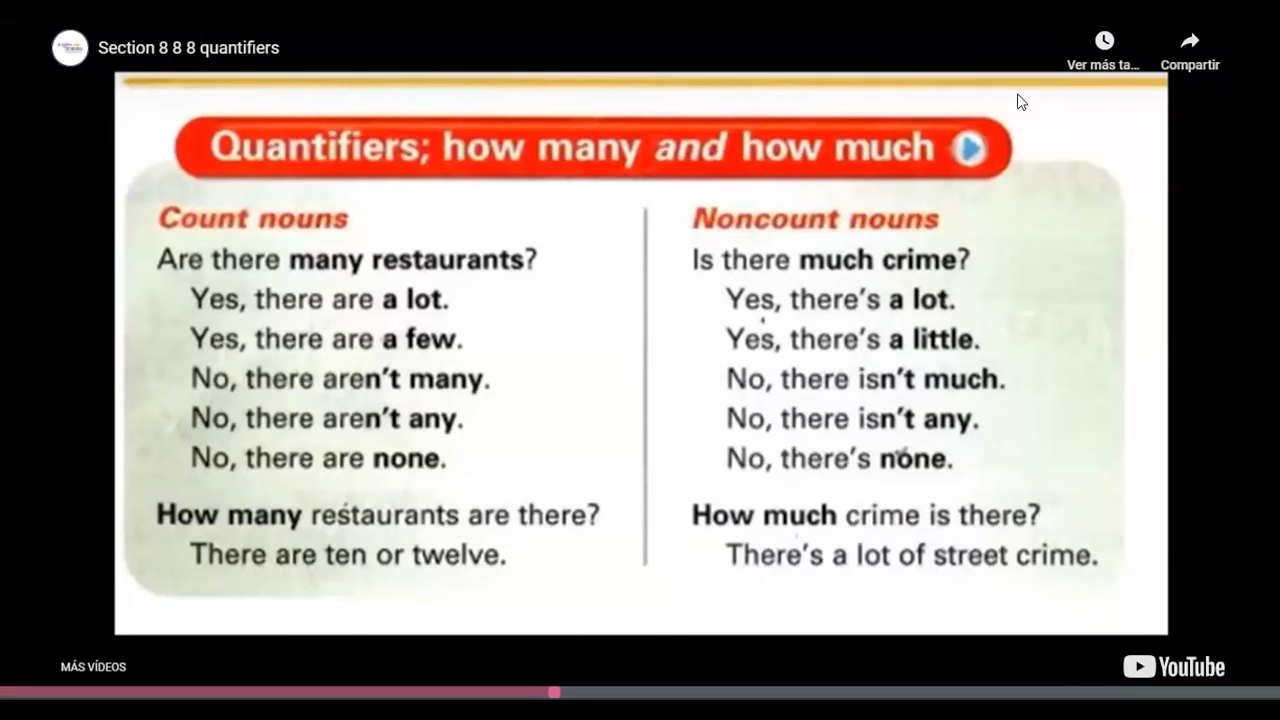 Section 8 8 8 quantifiers
Ver más ta...
Compartir
Quantifiers; how many and how much
Count nouns
Are there many restaurants?
Yes, there are a lot.
Yes, there are a few.
No, there aren't many.
No, there aren't any.
No, there are none.
How many restaurants are there?
There are ten or twelve.
Noncount nouns
Is there much crime?
Yes, there's a lot.
Yes, there's a little.
No, there isn't much.
No, there isn't any.
No, there's none.
How much crime is there?
There's a lot of street crime.
MÁS VÍDEOS
YouTube